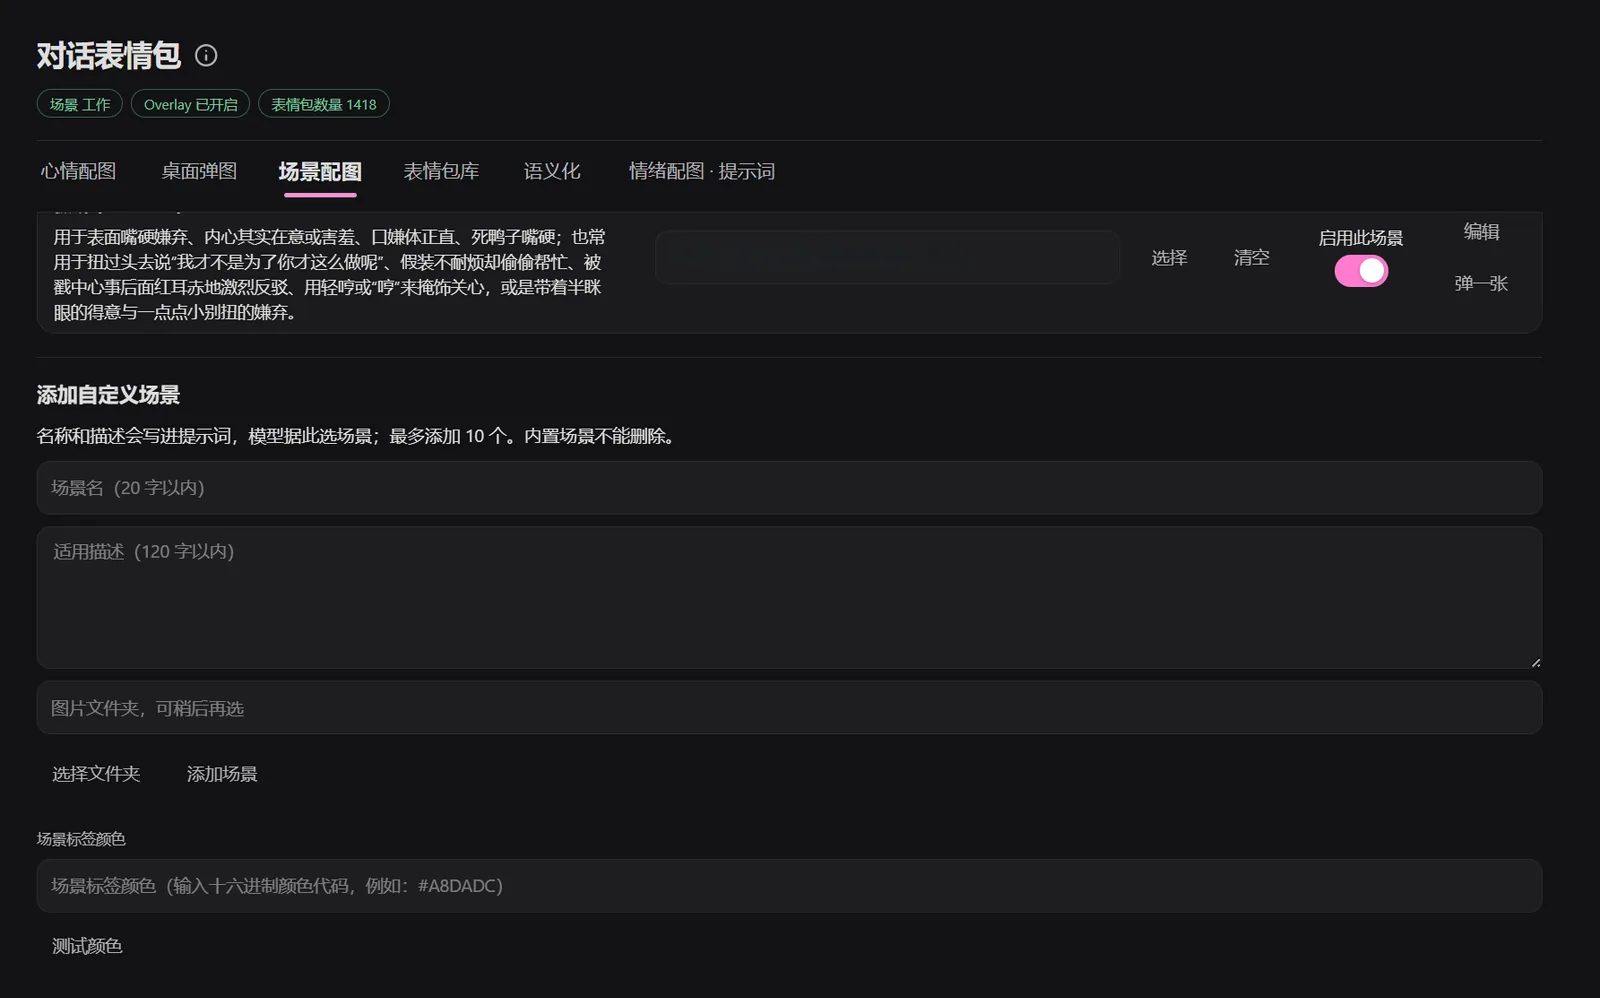 对话表情包
场景 工作
Overlay 已开启
表情包数量 1418
心情配图
桌面弹图
场景配图
表情包库
语义化
情绪配图 · 提示词
用于表面嘴硬嫌弃、内心其实在意或害羞、口嫌体正直、死鸭子嘴硬；也常
用于扭过头去说“我才不是为了你才这么做呢”、假装不耐烦却偷偷帮忙、被
戳中心事后面红耳赤地激烈反驳、用轻哼或“哼”来掩饰关心，或是带着半眯
眼的得意与一点点小别扭的嫌弃。
选择
清空
启用此场景
编辑
弹一张
添加自定义场景
名称和描述会写进提示词，模型据此选场景；最多添加 10 个。内置场景不能删除。
场景名（20 字以内）
适用描述（120 字以内）
图片文件夹，可稍后再选
选择文件夹
添加场景
场景标签颜色
场景标签颜色（输入十六进制颜色代码，例如：#A8DADC）
测试颜色